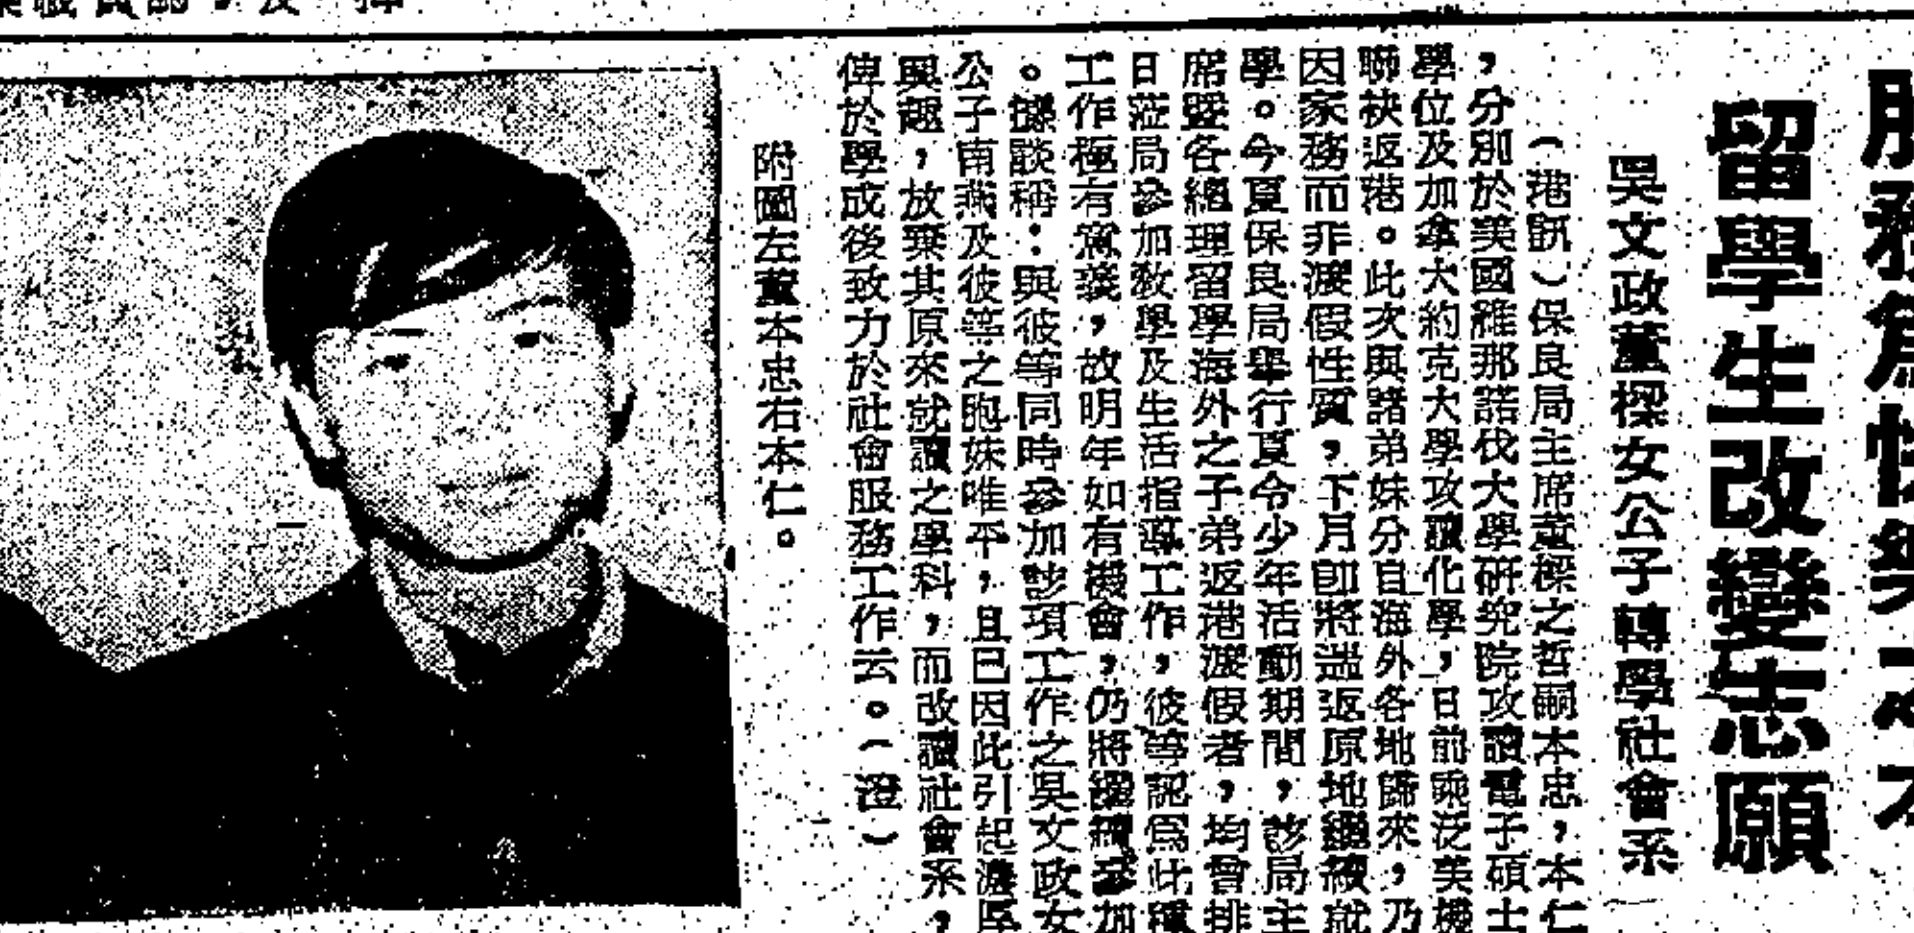 服務為快樂之本
留學生改變志願
吳文政董樑女公子轉學社會系
（港訊）保良局主席董樑之哲嗣本忠，本仁
，分別於美國維那諾伐大學研究院攻讀電子碩士
學位及加拿大約克大學攻讀化學，日前乘泛美機
聯袂返港。此次與諸弟妹分自海外各地歸來，乃
因家務而非渡假性質，下月即將遄返原地繼續就
學。今夏保良局舉行夏令少年活動期間，該局主
席暨各總理留學海外之子弟返港渡假者，均曾排
日蒞局參加教學及生活指導工作，彼等認爲此種
工作極有意義，故明年如有機會，仍將繼續參加
。據談稱：與彼等同時參加該項工作之吳文政女
公子南燕及彼等之胞妹唯平，且已因此引起濃厚
興趣，放棄其原來就讀之學科，而改讀社會系，
俾於學成後致力於社會服務工作云。（澄）
附圖左董本忠右本仁。